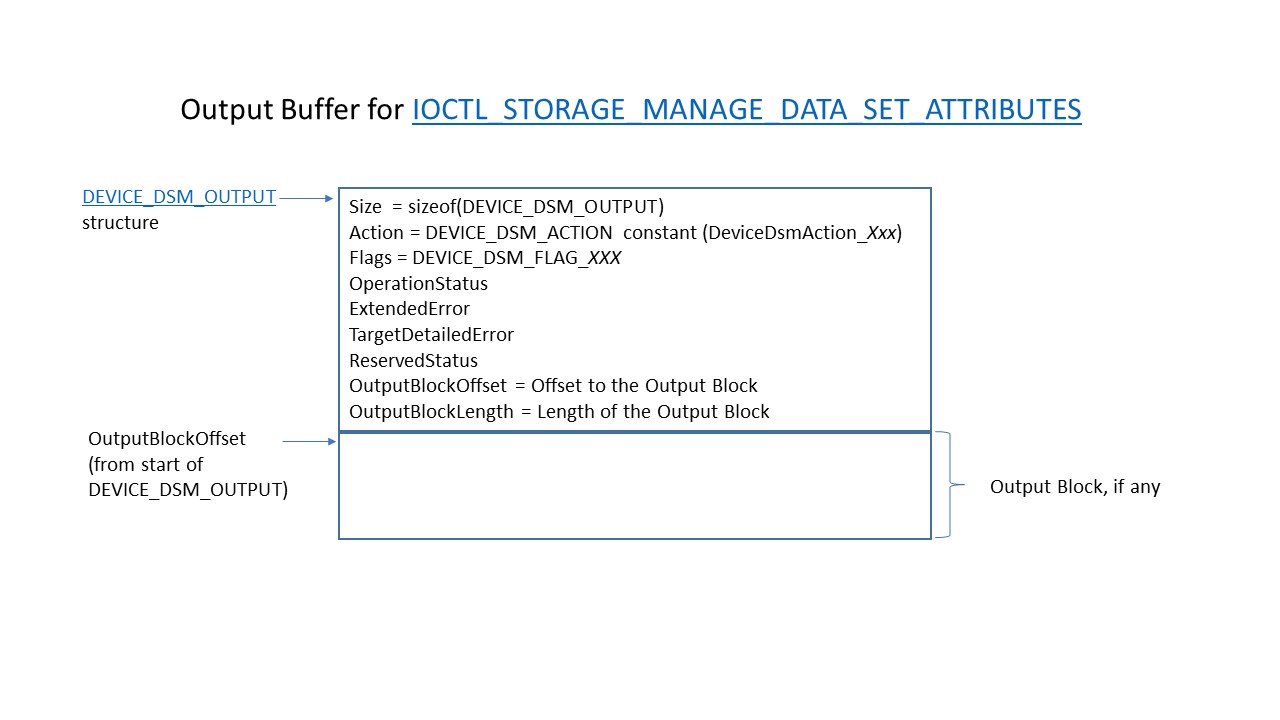 Output Buffer for IOCTL_STORAGE_MANAGE_DATA_SET_ATTRIBUTES
DEVICE_DSM_OUTPUT
structure
Size  = sizeof(DEVICE_DSM_OUTPUT)
Action = DEVICE_DSM_ACTION  constant (DeviceDsmAction_Xxx)
Flags = DEVICE_DSM_FLAG_XXX
OperationStatus
ExtendedError
TargetDetailedError
ReservedStatus
OutputBlockOffset = Offset to the Output Block
OutputBlockLength = Length of the Output Block
OutputBlockOffset
(from start of
DEVICE_DSM_OUTPUT)
Output Block, if any